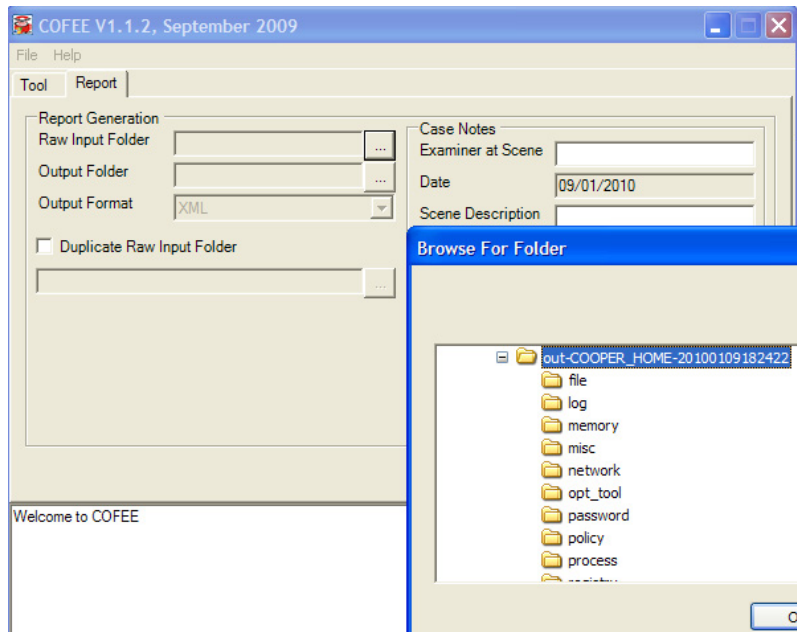 COFEE V1.1.2, September 2009
File Help
Tool Report
Report Generation
Raw Input Folder ...
Output Folder ...
Output Format XML
Duplicate Raw Input Folder
...
Case Notes
Examiner at Scene
Date 09/01/2010
Scene Description
Browse For Folder
out-COOPER_HOME-20100109182422
file
log
memory
misc
network
opt_tool
password
policy
process
Welcome to COFEE